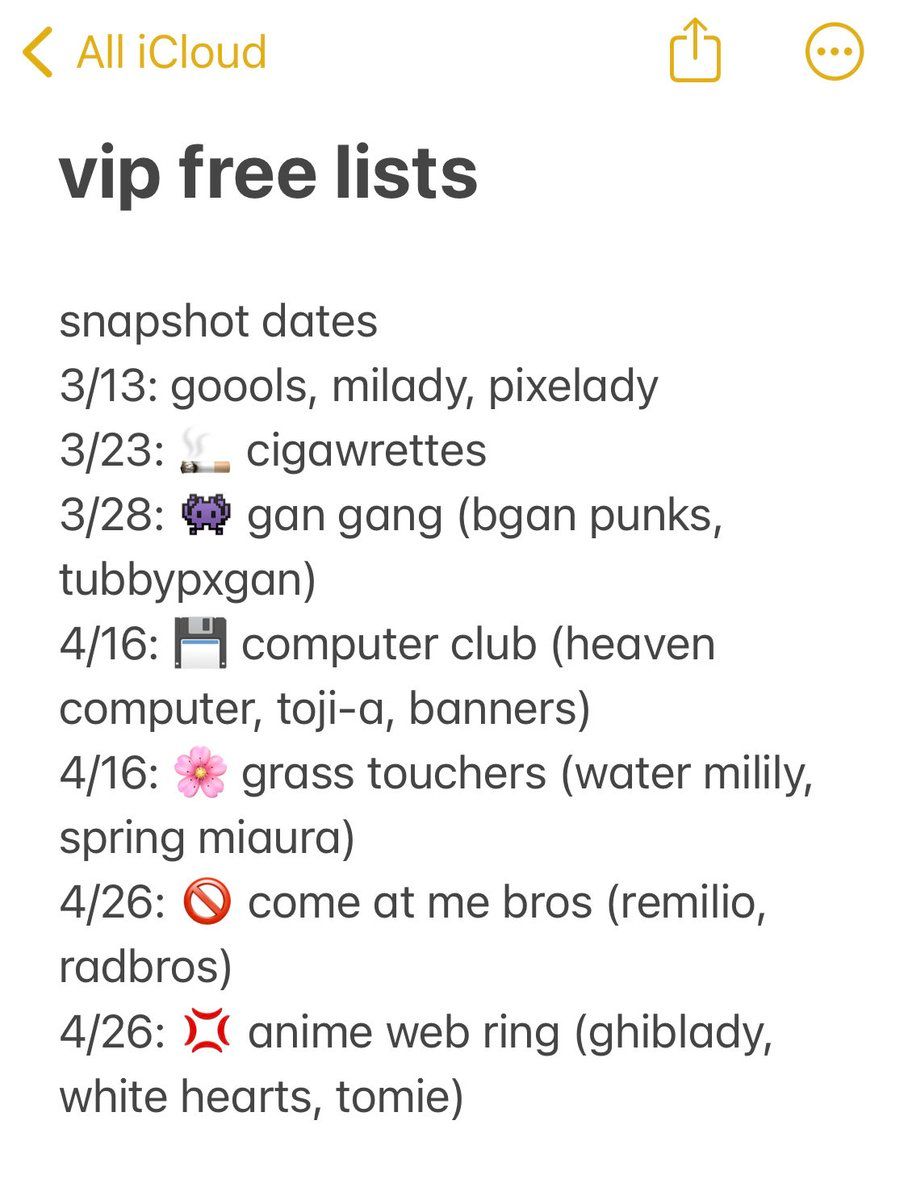 All iCloud
vip free lists
snapshot dates
3/13: goools, milady, pixelady
3/23: 🚬 cigawrettes
3/28: 👾 gan gang (bgan punks,
tubbypxgan)
4/16: 💾 computer club (heaven
computer, toji-a, banners)
4/16: 🌸 grass touchers (water milily,
spring miaura)
4/26: 🚫 come at me bros (remilio,
radbros)
4/26: 💢 anime web ring (ghiblady,
white hearts, tomie)